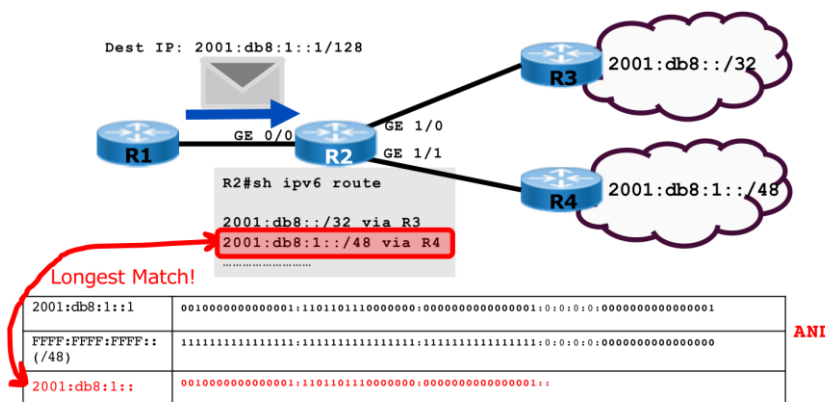 Dest IP: 2001:db8:1::1/128
R3
2001:db8::/32
R1
GE 0/0
R2
GE 1/0
GE 1/1
R2#sh ipv6 route
2001:db8::/32 via R3
2001:db8:1::/48 via R4
........................
R4
2001:db8:1::/48
Longest Match!
2001:db8:1::1 0010000000000001:1101101110000000:0000000000000001:0:0:0:0:0000000000000001
FFFF:FFFF:FFFF:: 1111111111111111:1111111111111111:1111111111111111:0:0:0:0:0000000000000000
(/48)
AND
2001:db8:1:: 0010000000000001:1101101110000000:0000000000000001::